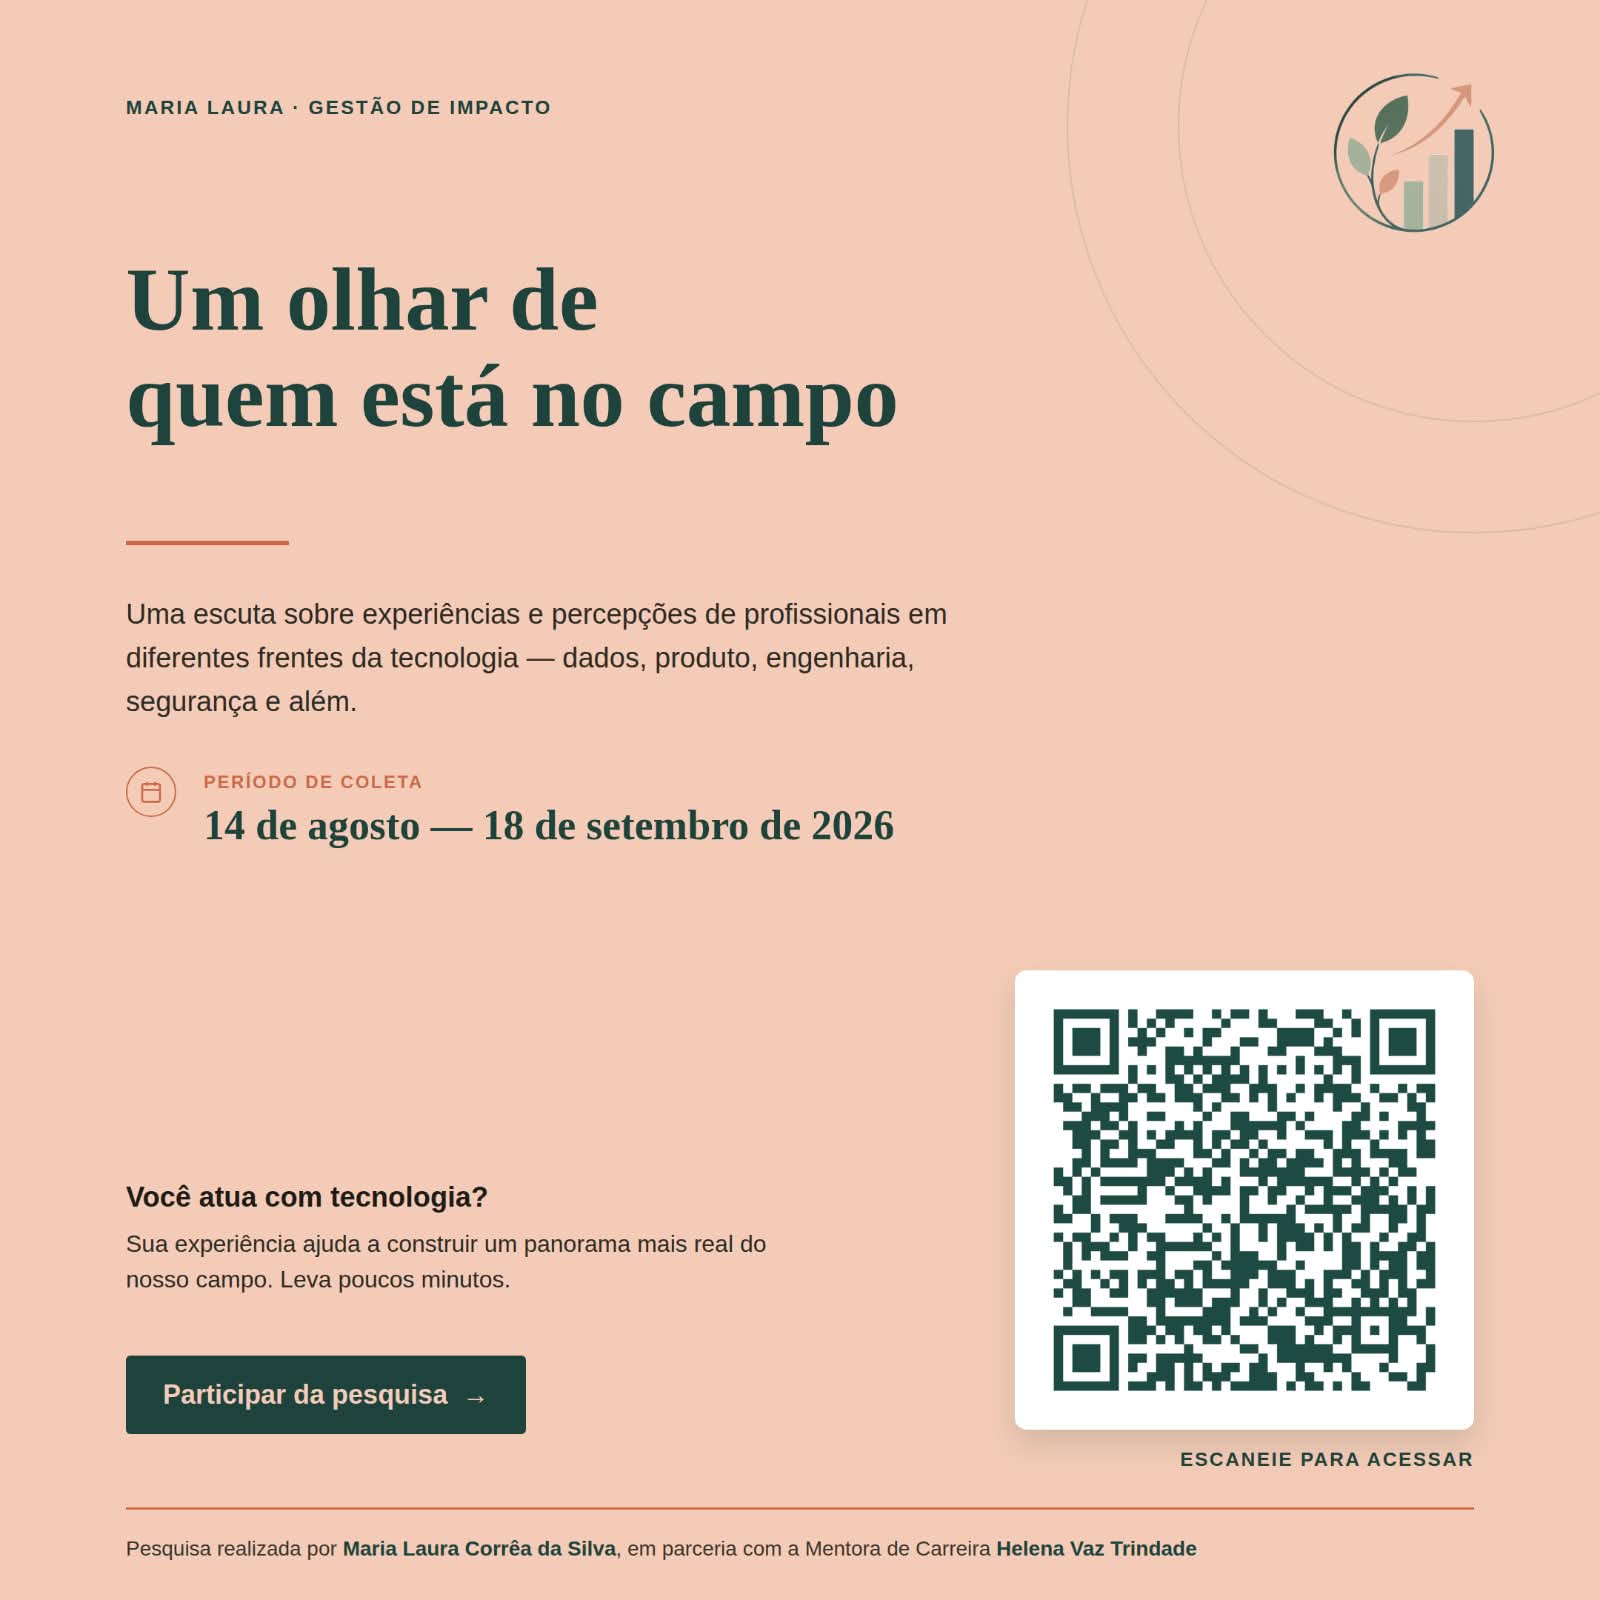 MARIA LAURA · GESTÃO DE IMPACTO
Um olhar de
quem está no campo
Uma escuta sobre experiências e percepções de profissionais em
diferentes frentes da tecnologia — dados, produto, engenharia,
segurança e além.
PERÍODO DE COLETA
14 de agosto — 18 de setembro de 2026
Você atua com tecnologia?
Sua experiência ajuda a construir um panorama mais real do
nosso campo. Leva poucos minutos.
Participar da pesquisa →
ESCANEIE PARA ACESSAR
Pesquisa realizada por Maria Laura Corrêa da Silva, em parceria com a Mentora de Carreira Helena Vaz Trindade